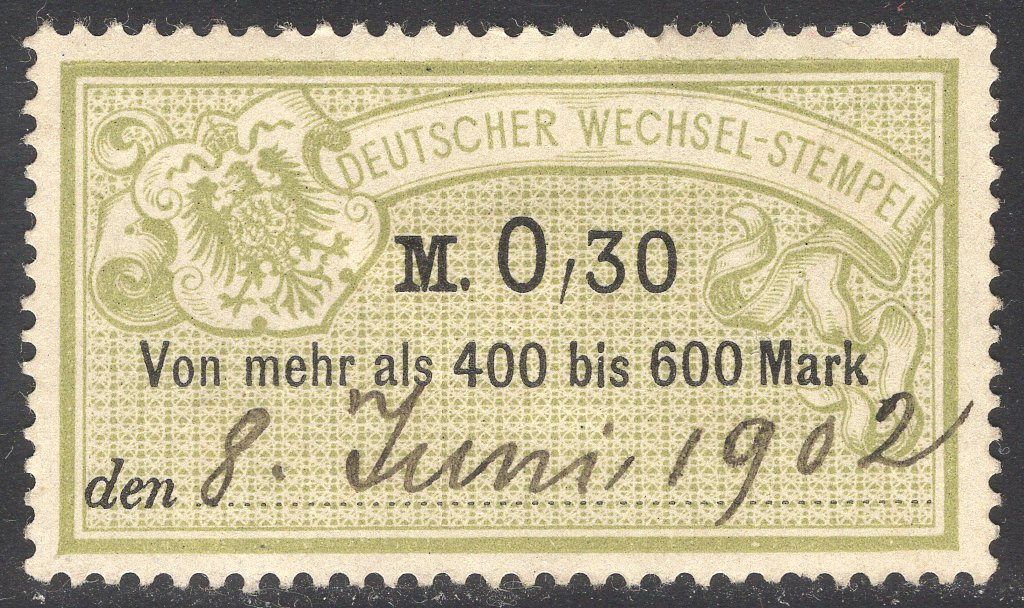 DEUTSCHER WECHSEL-STEMPEL
M. 0,30
Von mehr als 400 bis 600 Mark
den 8. Juni 1902